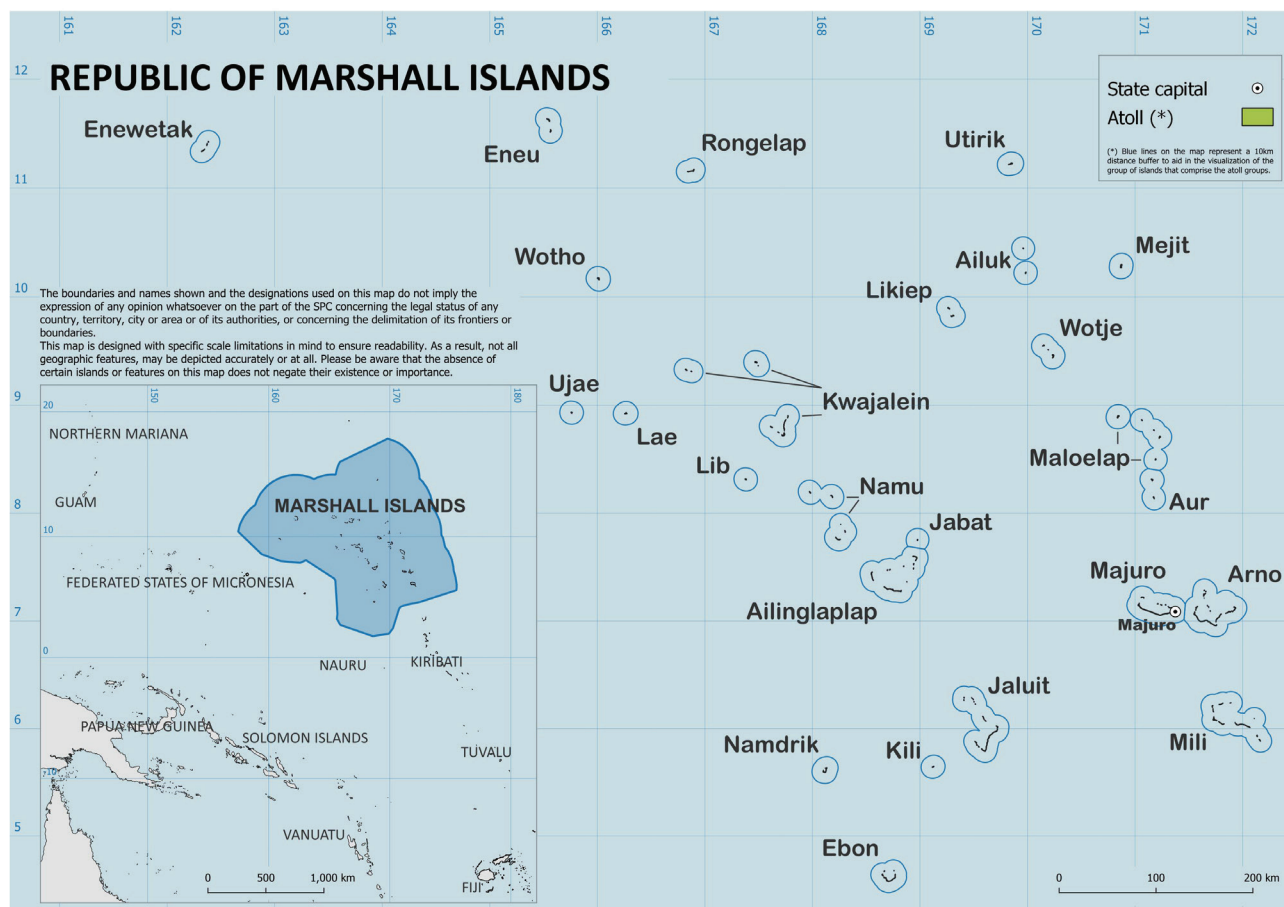 161
162
163
164
165
166
167
168
169
170
171
172
12
REPUBLIC OF MARSHALL ISLANDS
State capital
Atoll (*)
(*) Blue lines on the map represent a 10km
distance buffer to aid in the visualization of the
group of islands that comprise the atoll groups.
Enewetak
Eneu
Rongelap
Utirik
11
Wotho
Ailuk
Mejit
10
Likiep
Wotje
The boundaries and names shown and the designations used on this map do not imply the
expression of any opinion whatsoever on the part of the SPC concerning the legal status of any
country, territory, city or area or of its authorities, or concerning the delimitation of its frontiers or
boundaries.
This map is designed with specific scale limitations in mind to ensure readability. As a result, not all
geographic features, may be depicted accurately or at all. Please be aware that the absence of
certain islands or features on this map does not negate their existence or importance.
9
Ujae
Lae
Kwajalein
Lib
Namu
Maloelap
Aur
8
Jabat
Ailinglaplap
Majuro
Majuro
Arno
7
Jaluit
6
Namdrik
Kili
Mili
5
Ebon
150
160
170
180
20
NORTHERN MARIANA
GUAM
MARSHALL ISLANDS
10
FEDERATED STATES OF MICRONESIA
0
NAURU
KIRIBATI
PAPUA NEW GUINEA
SOLOMON ISLANDS
TUVALU
-10
VANUATU
FIJI
0 500 1,000 km
0 100 200 km